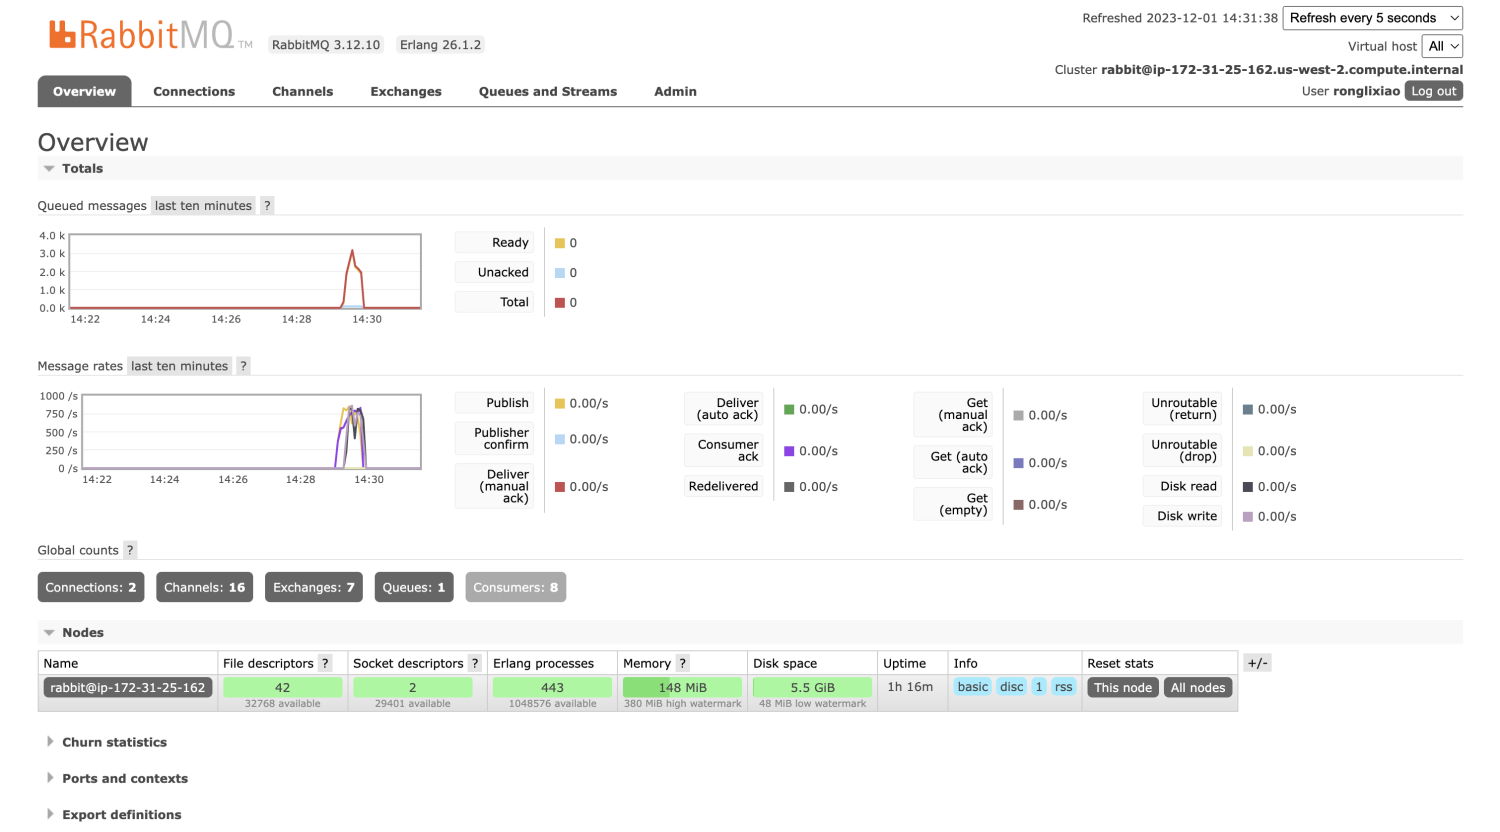 RabbitMQ TM RabbitMQ 3.12.10 Erlang 26.1.2
Refreshed 2023-12-01 14:31:38 Refresh every 5 seconds
Virtual host All
Cluster rabbit@ip-172-31-25-162.us-west-2.compute.internal
User ronglixiao Log out
Overview Connections Channels Exchanges Queues and Streams Admin
Overview
Totals
Queued messages last ten minutes ?
4.0 k
3.0 k
2.0 k
1.0 k
0.0 k
14:22 14:24 14:26 14:28 14:30
Ready 0
Unacked 0
Total 0
Message rates last ten minutes ?
1000 /s
750 /s
500 /s
250 /s
0 /s
14:22 14:24 14:26 14:28 14:30
Publish 0.00/s
Publisher
confirm 0.00/s
Deliver
(manual
ack) 0.00/s
Deliver
(auto ack) 0.00/s
Consumer
ack 0.00/s
Redelivered 0.00/s
Get
(manual
ack) 0.00/s
Get (auto
ack) 0.00/s
Get
(empty) 0.00/s
Unroutable
(return) 0.00/s
Unroutable
(drop) 0.00/s
Disk read 0.00/s
Disk write 0.00/s
Global counts ?
Connections: 2 Channels: 16 Exchanges: 7 Queues: 1 Consumers: 8
Nodes
Name File descriptors ? Socket descriptors ? Erlang processes Memory ? Disk space Uptime Info Reset stats +/-
rabbit@ip-172-31-25-162 42 2 443 148 MiB 5.5 GiB 1h 16m basic disc 1 rss This node All nodes
32768 available 29401 available 1048576 available 380 MiB high watermark 48 MiB low watermark
Churn statistics
Ports and contexts
Export definitions